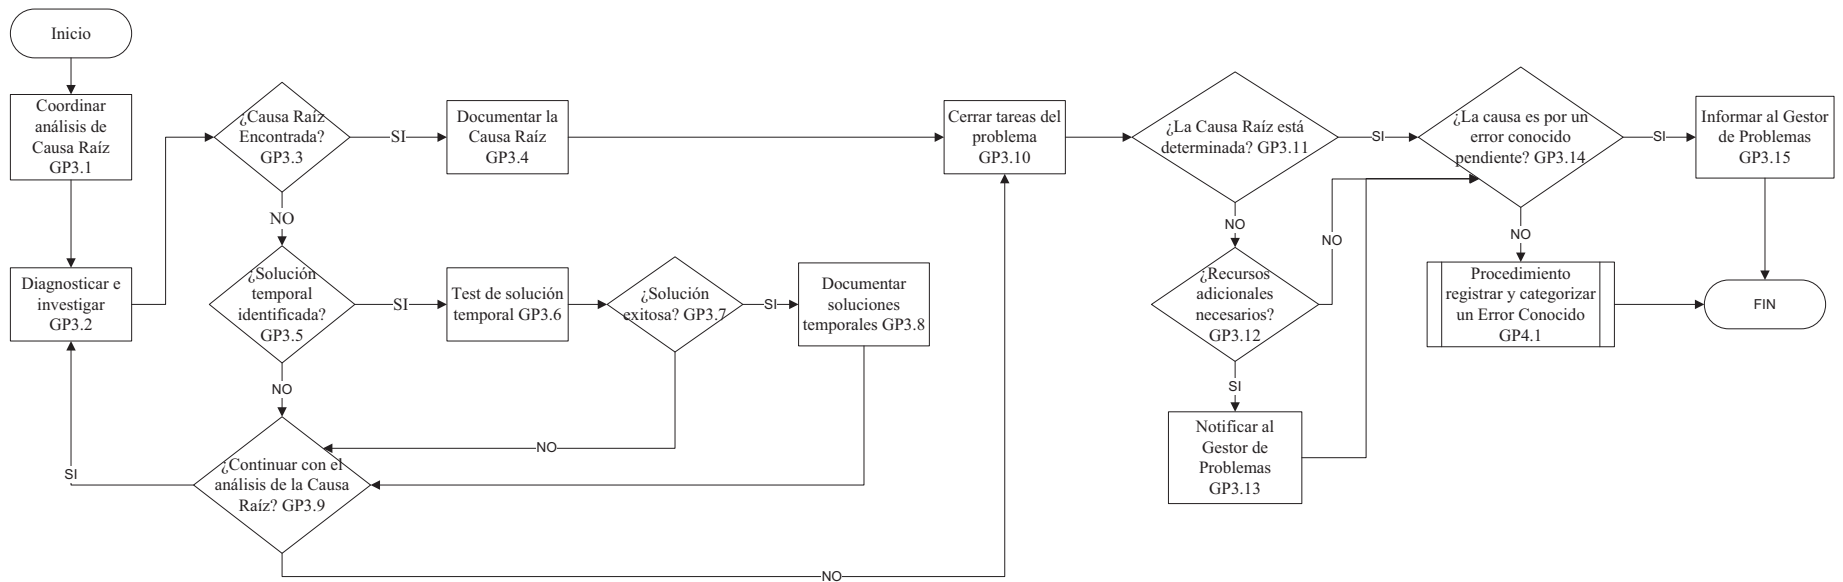 Inicio
Coordinar
análisis de
Causa Raíz
GP3.1
Diagnosticar e
investigar
GP3.2
¿Causa Raíz
Encontrada?
GP3.3
SI
Documentar la
Causa Raíz
GP3.4
NO
¿Solución
temporal
identificada?
GP3.5
SI
Test de solución
temporal GP3.6
¿Solución
exitosa? GP3.7
SI
Documentar
soluciones
temporales GP3.8
NO
NO
¿Continuar con el
análisis de la Causa
Raíz? GP3.9
SI
NO
Cerrar tareas del
problema
GP3.10
¿La Causa Raíz está
determinada? GP3.11
SI
NO
¿Recursos
adicionales
necesarios?
GP3.12
NO
SI
Notificar al
Gestor de
Problemas
GP3.13
¿La causa es por un
error conocido
pendiente? GP3.14
SI
NO
Informar al Gestor
de Problemas
GP3.15
Procedimiento
registrar y categorizar
un Error Conocido
GP4.1
FIN